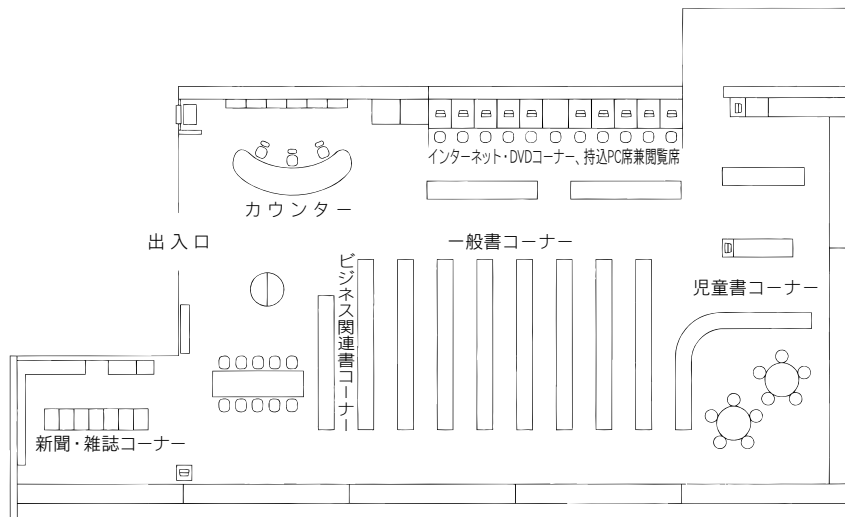 インターネット・DVDコーナー、持込PC席兼閲覧席
カウンター
出入口
一般書コーナー
ビジネス関連書コーナー
児童書コーナー
新聞・雑誌コーナー